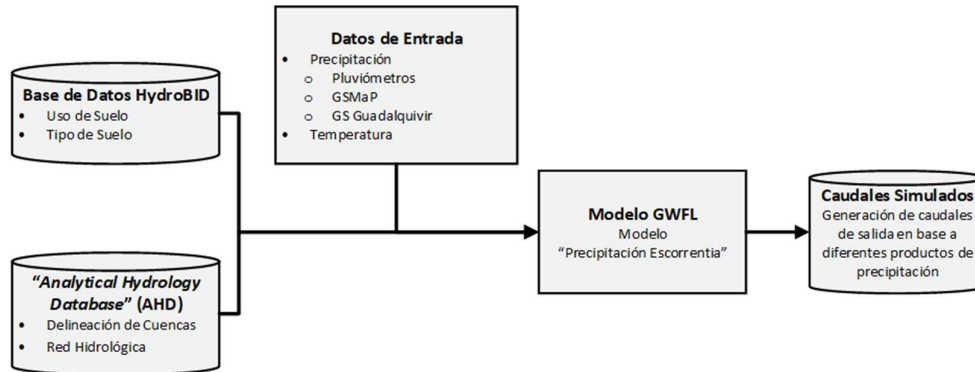 Datos de Entrada
• Precipitación
o Pluviómetros
o GSMaP
o GS Guadalquivir
• Temperatura
Base de Datos HydroBID
• Uso de Suelo
• Tipo de Suelo
“Analytical Hydrology
Database” (AHD)
• Delineación de Cuencas
• Red Hidrológica
Modelo GWFL
Modelo
“Precipitación Escorrentia”
Caudales Simulados
Generación de caudales
de salida en base a
diferentes productos de
precipitación